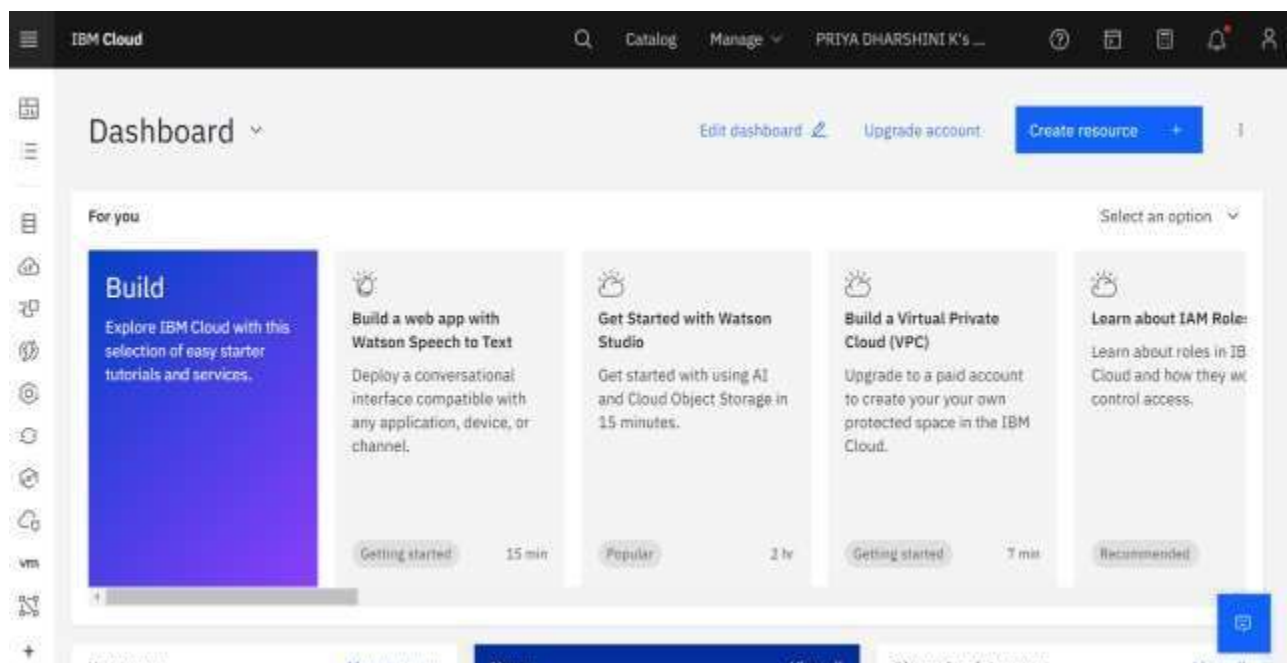 IBM Cloud
Catalog
Manage
PRIYA DHARSHINI K's ...
Dashboard
Edit dashboard
Upgrade account
Create resource +
For you
Select an option
Build
Explore IBM Cloud with this
selection of easy starter
tutorials and services.
Build a web app with
Watson Speech to Text
Deploy a conversational
interface compatible with
any application, device, or
channel.
Getting started
15 min
Get Started with Watson
Studio
Get started with using AI
and Cloud Object Storage in
15 minutes.
Popular
2 hr
Build a Virtual Private
Cloud (VPC)
Upgrade to a paid account
to create your your own
protected space in the IBM
Cloud.
Getting started
7 min
Learn about IAM Roles
Learn about roles in IB
Cloud and how they wo
control access.
Recommended
vm